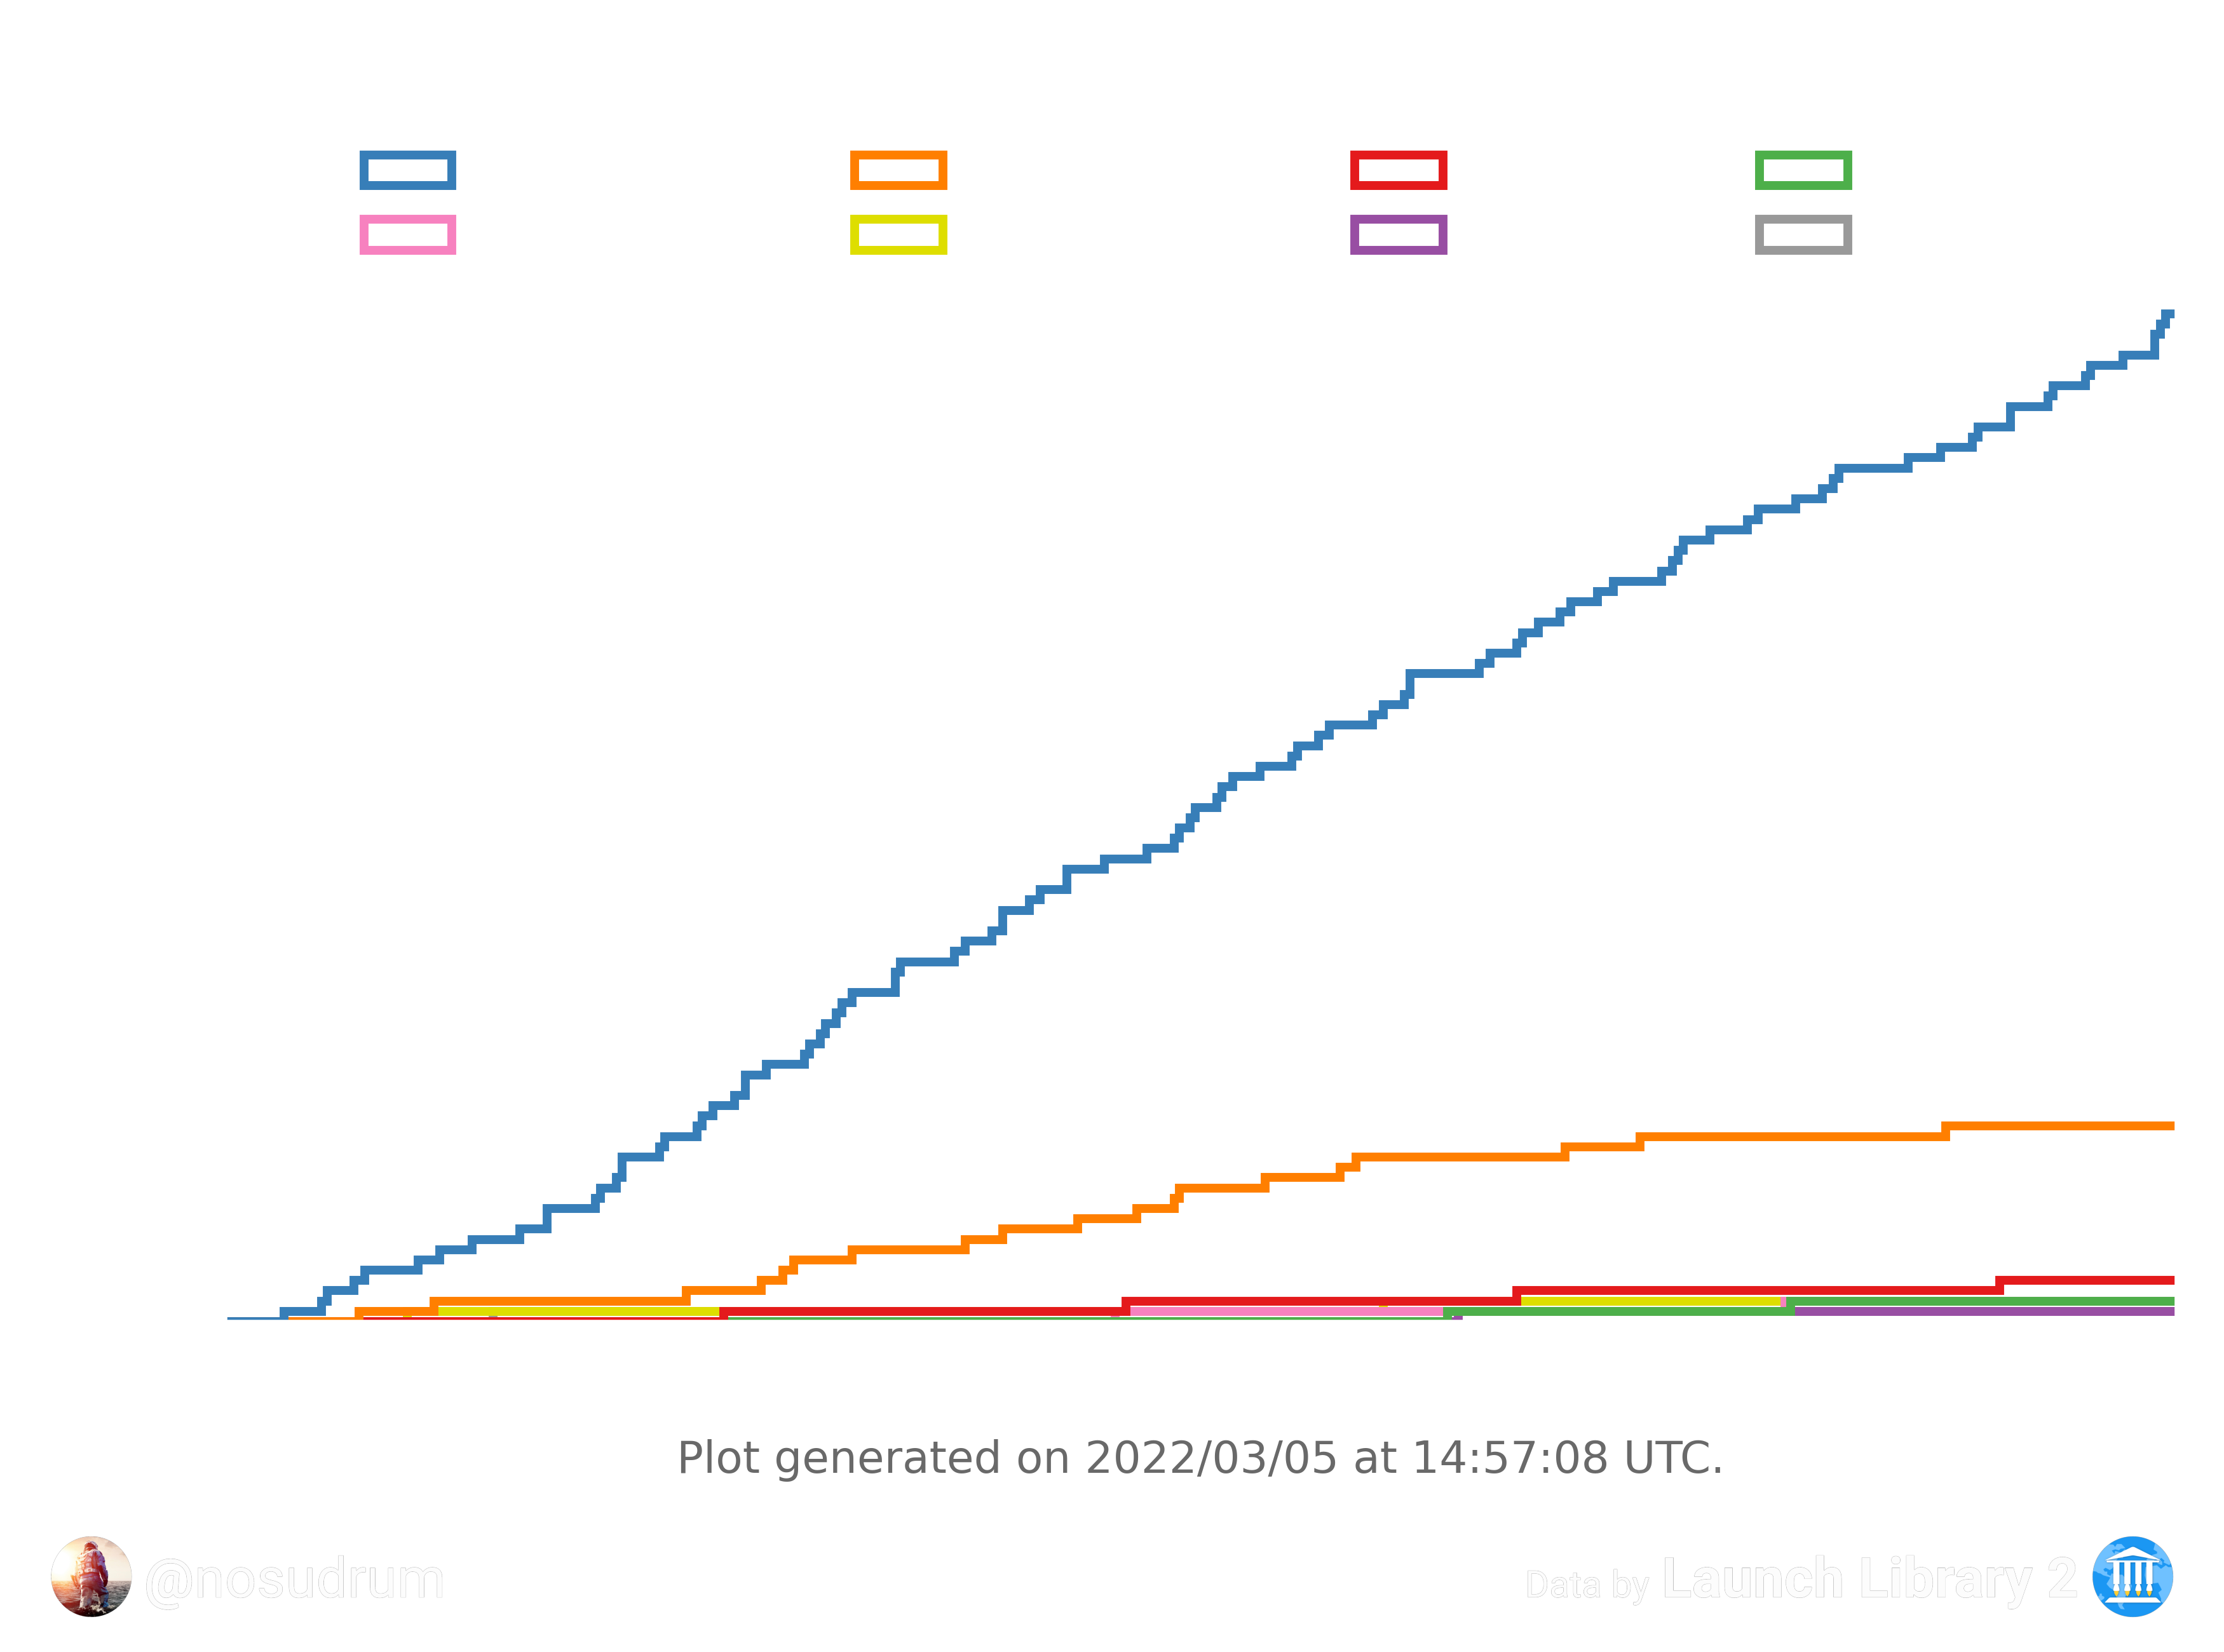 Plot generated on 2022/03/05 at 14:57:08 UTC.
@nosudrum
Data by Launch Library 2